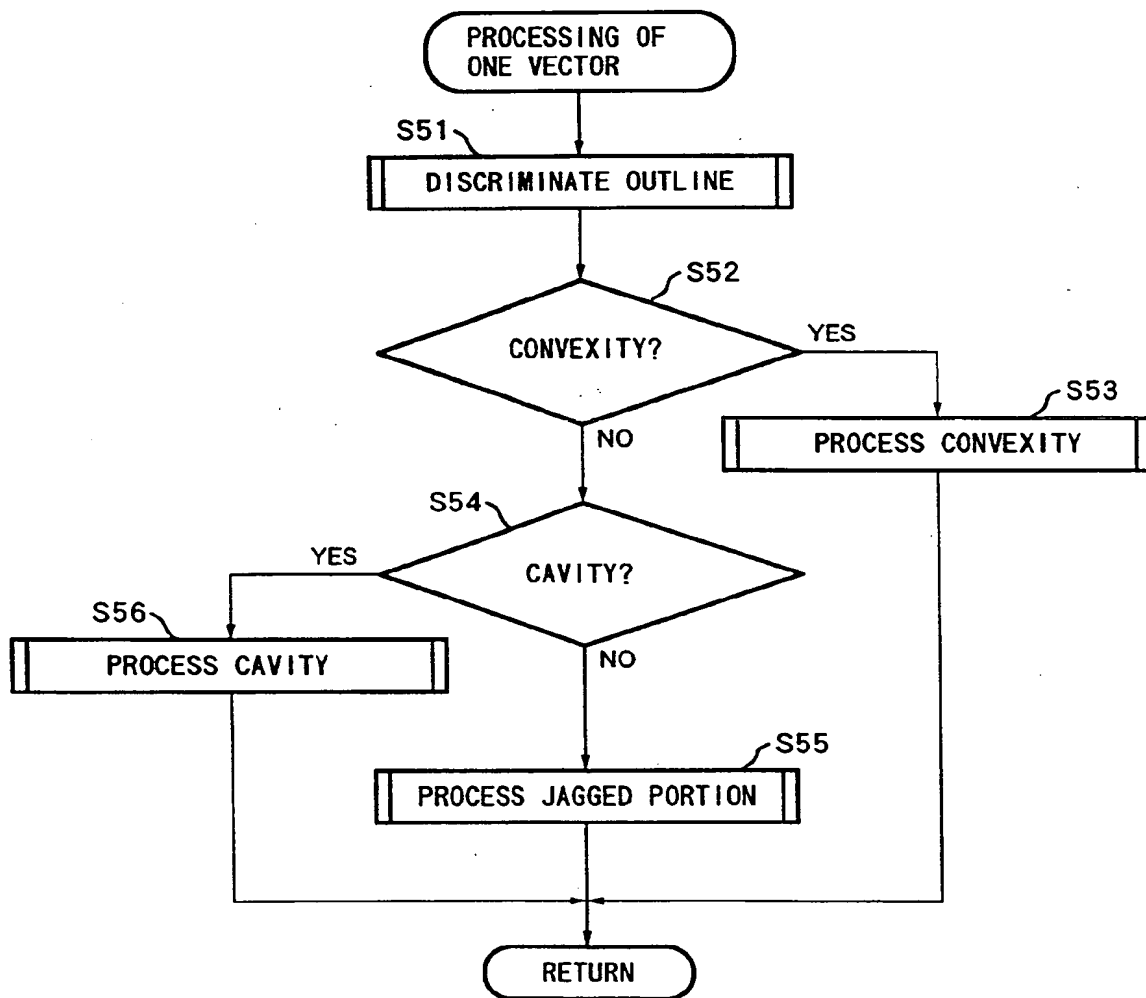 PROCESSING OF
ONE VECTOR
S51
DISCRIMINATE OUTLINE
S52
CONVEXITY?
YES
S53
PROCESS CONVEXITY
NO
S54
CAVITY?
YES
S56
PROCESS CAVITY
NO
S55
PROCESS JAGGED PORTION
RETURN